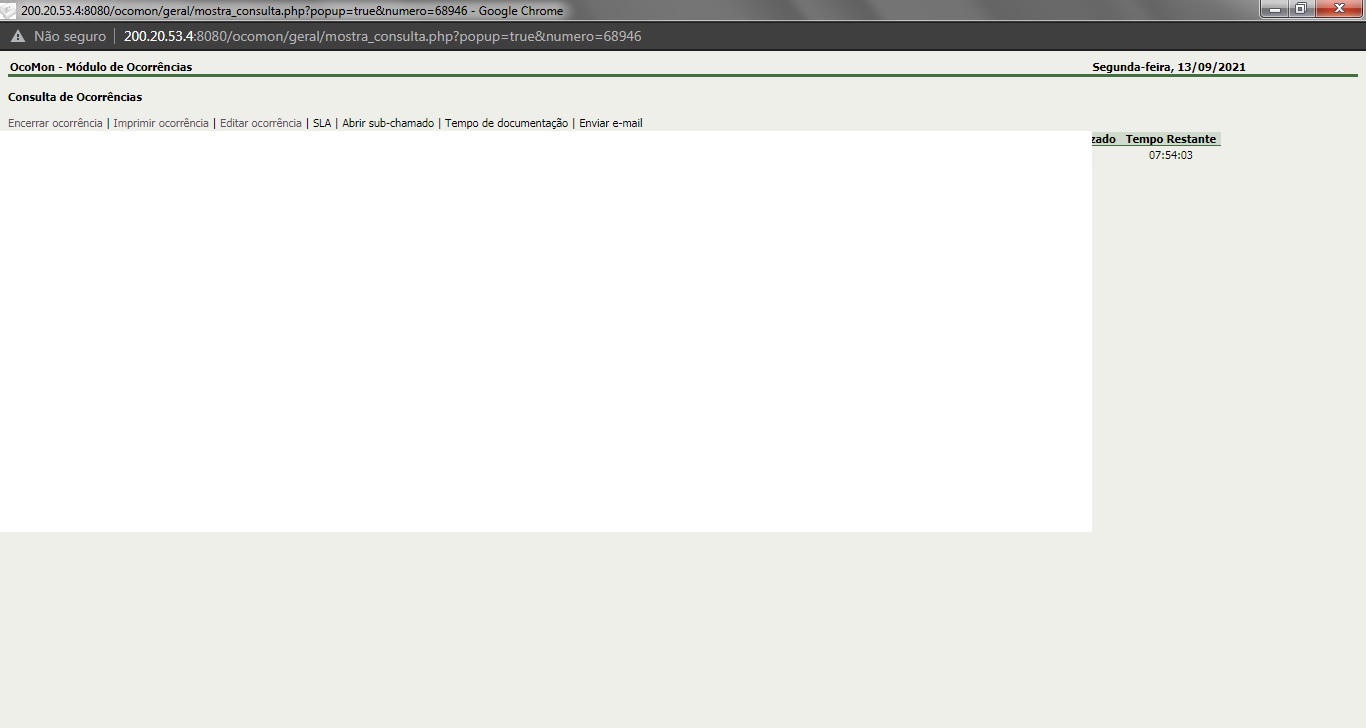 200.20.53.4:8080/ocomon/geral/mostra_consulta.php?popup=true&numero=68946 - Google Chrome
Não seguro | 200.20.53.4:8080/ocomon/geral/mostra_consulta.php?popup=true&numero=68946
OcoMon - Módulo de Ocorrências Segunda-feira, 13/09/2021
Consulta de Ocorrências
Encerrar ocorrência | Imprimir ocorrência | Editar ocorrência | SLA | Abrir sub-chamado | Tempo de documentação | Enviar e-mail
zado Tempo Restante
07:54:03